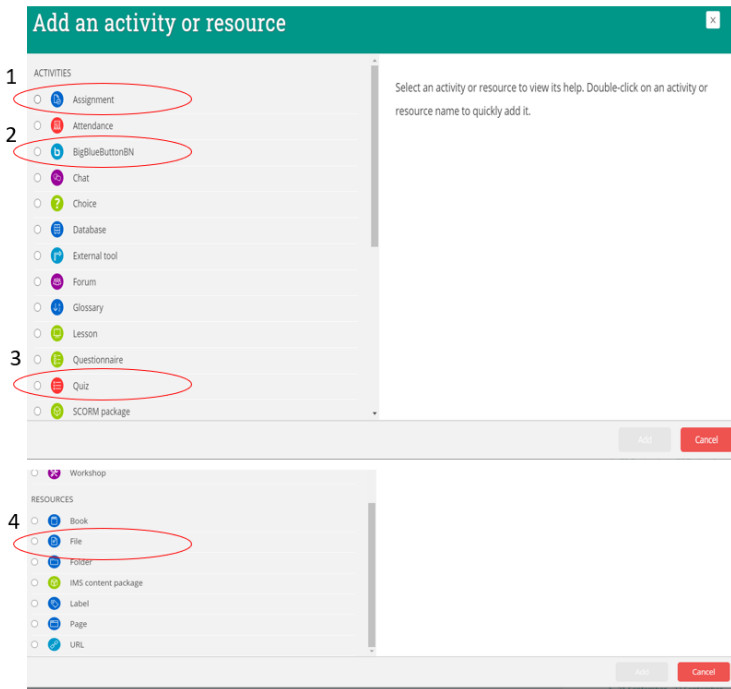 Add an activity or resource
x
ACTIVITIES
Select an activity or resource to view its help. Double-click on an activity or
resource name to quickly add it.
1
Assignment
Attendance
2
BigBlueButtonBN
Chat
Choice
Database
External tool
Forum
Glossary
Lesson
3
Questionnaire
Quiz
SCORM package
Add
Cancel
Workshop
RESOURCES
4
Book
File
Folder
IMS content package
Label
Page
URL
Add
Cancel